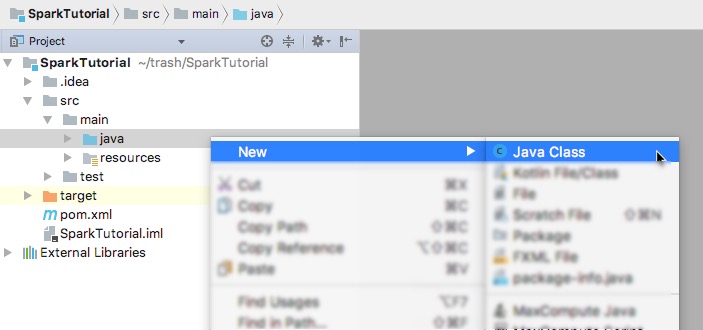 SparkTutorial src main java
Project
SparkTutorial ~/trash/SparkTutorial
.idea
src
main
java
resources
test
target
pom.xml
SparkTutorial.iml
External Libraries
New
Cut ⌘X
Copy ⌘C
Copy Path ⇧⌘C
Copy Reference ⌥⇧⌘C
Paste ⌘V
Find Usages ⌥F7
Find in Path... ⇧⌘F
Java Class
Kotlin File/Class
File
Scratch File ⇧⌘N
Package
FXML File
package-info.java
MaxCompute Java
MaxCompute Script